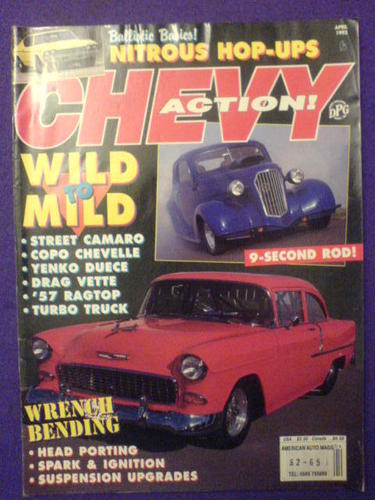 Ballistic Basics!
NITROUS HOP-UPS
APRIL
1992
CHEVY
ACTION!
DPG
WILD
TO
MILD
• STREET CAMARO
• COPO CHEVELLE
• YENKO DUECE
• DRAG VETTE
• '57 RAGTOP
• TURBO TRUCK
9-SECOND ROD!
WRENCH
BENDING
• HEAD PORTING
• SPARK & IGNITION
• SUSPENSION UPGRADES
USA
Canada
AMERICAN AUTO MAGS
£2-65